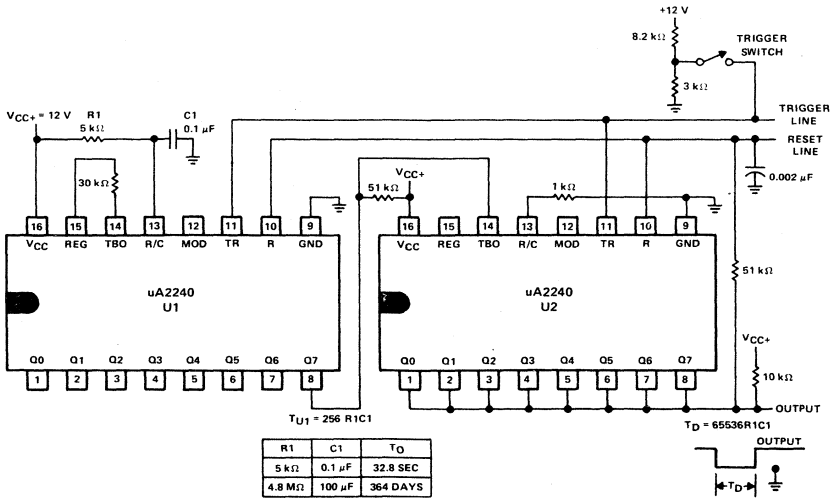 +12 V
8.2 kΩ
TRIGGER
SWITCH
3 kΩ
VCC+ = 12 V
R1
5 kΩ
C1
0.1 μF
TRIGGER
LINE
RESET
LINE
0.002 μF
30 kΩ
VCC+
51 kΩ
1 kΩ
16 15 14 13 12 11 10 9
VCC REG TBO R/C MOD TR R GND
uA2240
U1
Q0 Q1 Q2 Q3 Q4 Q5 Q6 Q7
1 2 3 4 5 6 7 8
16 15 14 13 12 11 10 9
VCC REG TBO R/C MOD TR R GND
uA2240
U2
Q0 Q1 Q2 Q3 Q4 Q5 Q6 Q7
1 2 3 4 5 6 7 8
51 kΩ
VCC+
10 kΩ
OUTPUT
TU1 = 256 R1C1
TD = 65536R1C1
R1 C1 TO
5 kΩ 0.1 μF 32.8 SEC
4.8 MΩ 100 μF 364 DAYS
OUTPUT
TD